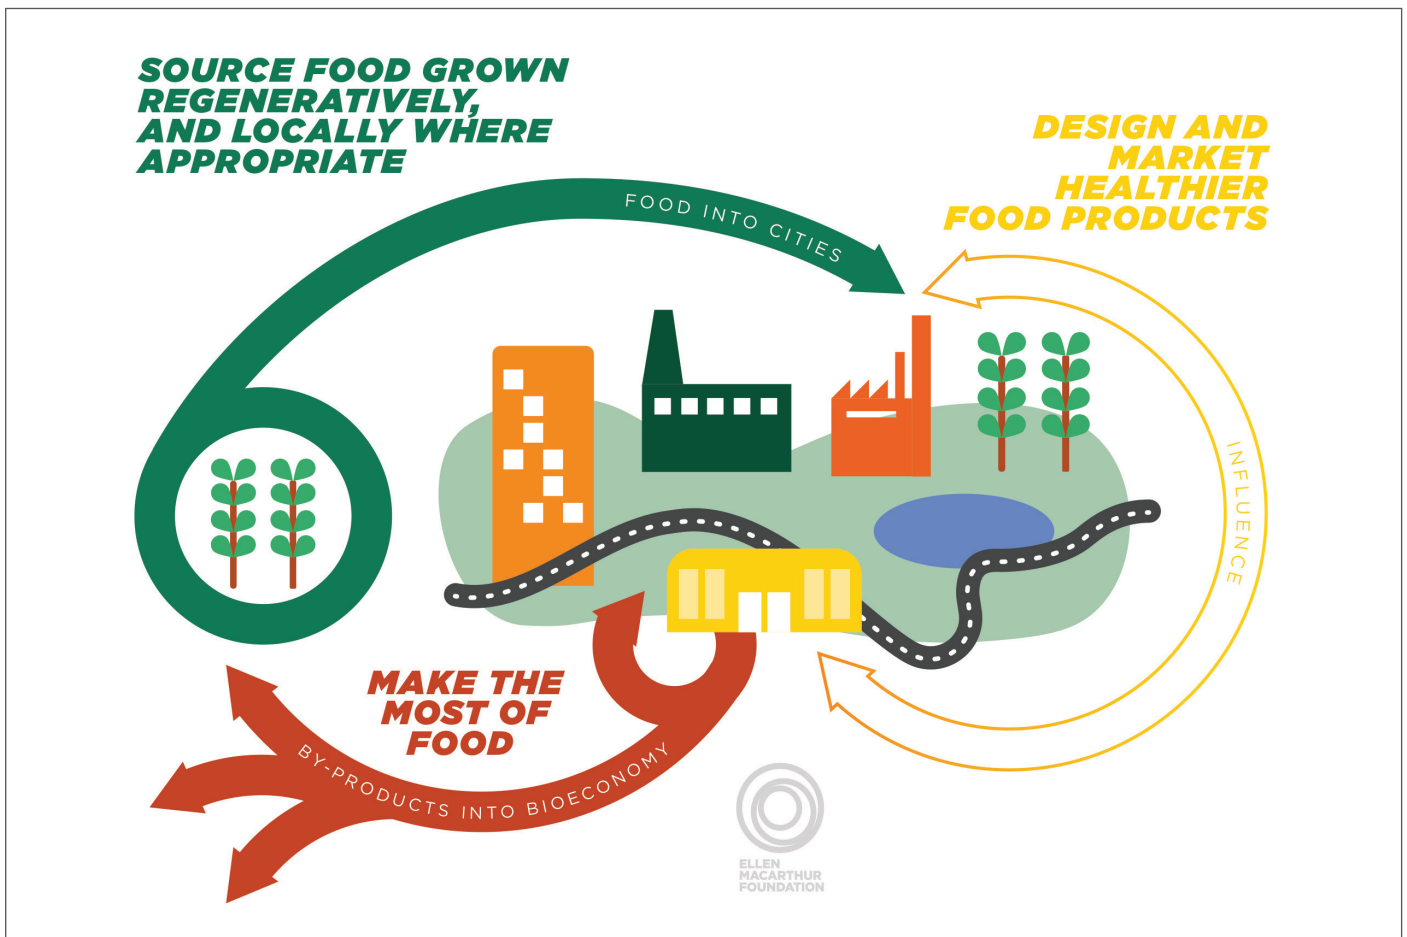 SOURCE FOOD GROWN
REGENERATIVELY,
AND LOCALLY WHERE
APPROPRIATE
DESIGN AND
MARKET
HEALTHIER
FOOD PRODUCTS
FOOD INTO CITIES
INFLUENCE
MAKE THE
MOST OF
FOOD
BY-PRODUCTS INTO BIOECONOMY
ELLEN
MACARTHUR
FOUNDATION